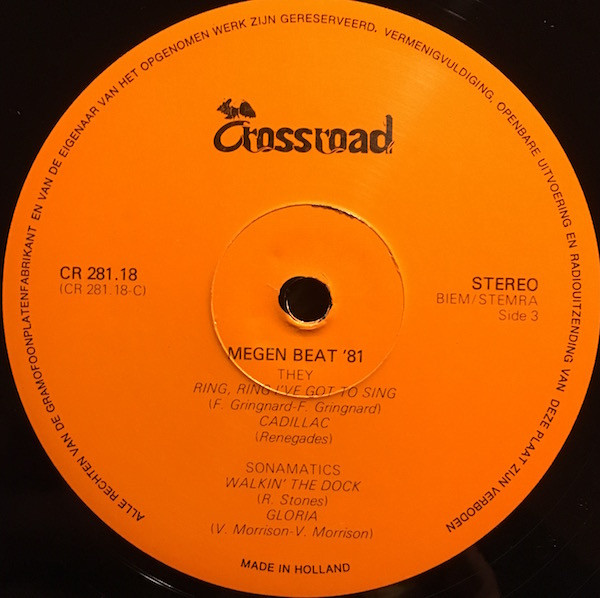 ALLE RECHTEN VAN DE GRAMOFOONPLATENFABRIKANT EN VAN DE EIGENAAR VAN HET OPGENOMEN WERK ZIJN GERESERVEERD. VERMENIGVULDIGING, OPENBARE UITVOERING EN RADIOUITZENDING VAN DEZE PLAAT ZIJN VERBODEN
Crossroad
CR 281.18
(CR 281.18-C)
STEREO
BIEM/STEMRA
Side 3
MEGEN BEAT '81
THEY
RING, RING I'VE GOT TO SING
(F. Gringnard-F. Gringnard)
CADILLAC
(Renegades)
SONAMATICS
WALKIN' THE DOCK
(R. Stones)
GLORIA
(V. Morrison-V. Morrison)
MADE IN HOLLAND